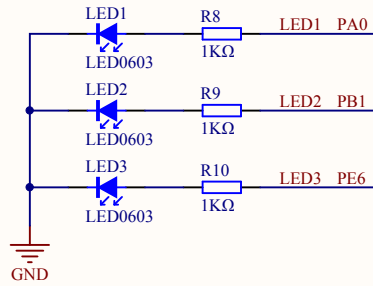 LED1 R8 LED1 PA0
LED0603 1KΩ
LED2 R9 LED2 PB1
LED0603 1KΩ
LED3 R10 LED3 PE6
LED0603 1KΩ
GND